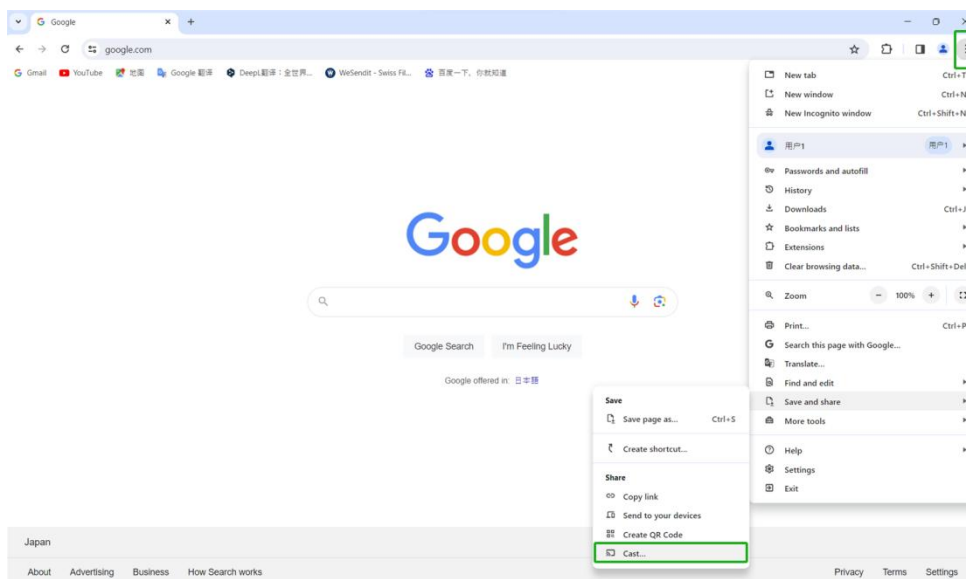 Google
google.com
Gmail YouTube 地图 Google 翻译 DeepL翻译：全世界... WeSendit - Swiss Fil... 百度一下，你就知道
New tab Ctrl+T
New window Ctrl+N
New Incognito window Ctrl+Shift+N
用户1 用户1
Passwords and autofill
History
Downloads Ctrl+J
Bookmarks and lists
Extensions
Clear browsing data... Ctrl+Shift+Del
Zoom - 100% +
Print... Ctrl+P
Search this page with Google...
Translate...
Find and edit
Save and share
More tools
Help
Settings
Exit
Google
Google Search I'm Feeling Lucky
Google offered in: 日本語
Save
Save page as... Ctrl+S
Create shortcut...
Share
Copy link
Send to your devices
Create QR Code
Cast...
Japan
About Advertising Business How Search works Privacy Terms Settings